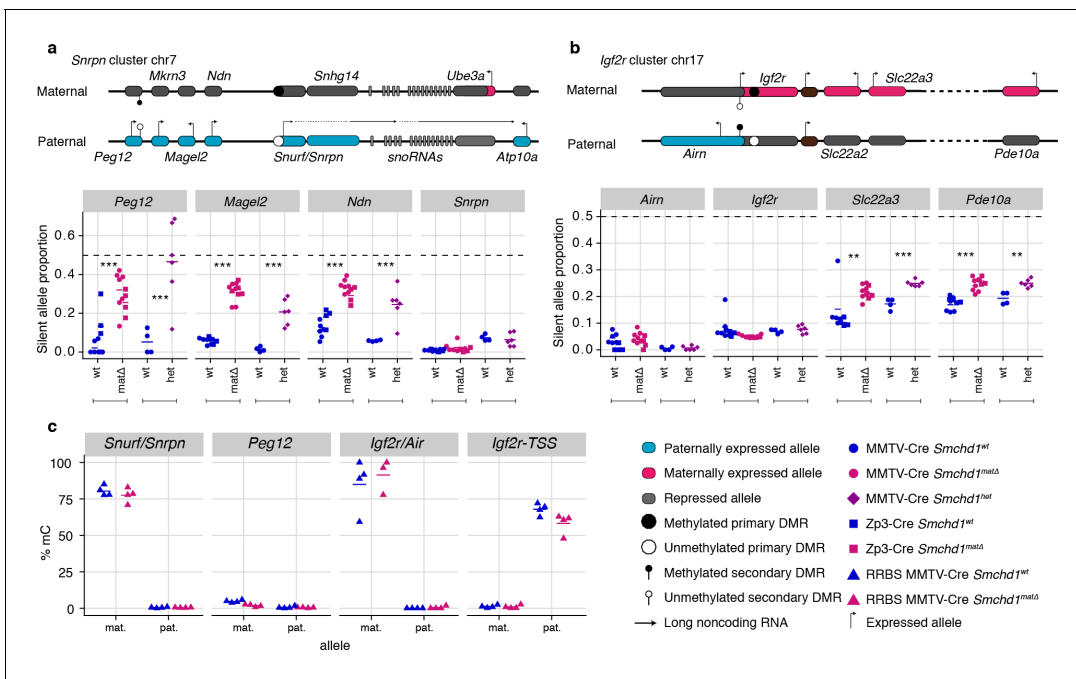 a
Snrpn cluster chr7
Mkrn3 Ndn Snhg14 Ube3a
Maternal
Paternal
Peg12 Magel2 Snurf/Snrpn snoRNAs Atp10a
b
Igf2r cluster chr17
Igf2r Slc22a3
Maternal
Paternal
Airn Slc22a2 Pde10a
Peg12 Magel2 Ndn Snrpn
Silent allele proportion
0.6
0.4
0.2
0.0
*** *** *** *** *** ***
wt matΔ wt het wt matΔ wt het wt matΔ wt het wt matΔ wt het
Airn Igf2r Slc22a3 Pde10a
Silent allele proportion
0.5
0.4
0.3
0.2
0.1
0.0
** *** *** **
wt matΔ wt het wt matΔ wt het wt matΔ wt het wt matΔ wt het
c
Snurf/Snrpn Peg12 Igf2r/Air Igf2r-TSS
% mC
100
75
50
25
0
mat. pat. mat. pat. mat. pat. mat. pat.
allele
Paternally expressed allele
Maternally expressed allele
Repressed allele
Methylated primary DMR
Unmethylated primary DMR
Methylated secondary DMR
Unmethylated secondary DMR
Long noncoding RNA
MMTV-Cre Smchd1wt
MMTV-Cre Smchd1matΔ
MMTV-Cre Smchd1het
Zp3-Cre Smchd1wt
Zp3-Cre Smchd1matΔ
RRBS MMTV-Cre Smchd1wt
RRBS MMTV-Cre Smchd1matΔ
Expressed allele